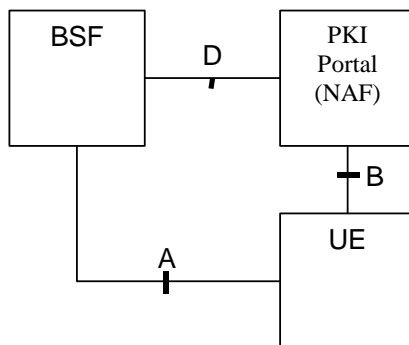 BSF
PKI
Portal
(NAF)
D
B
UE
A